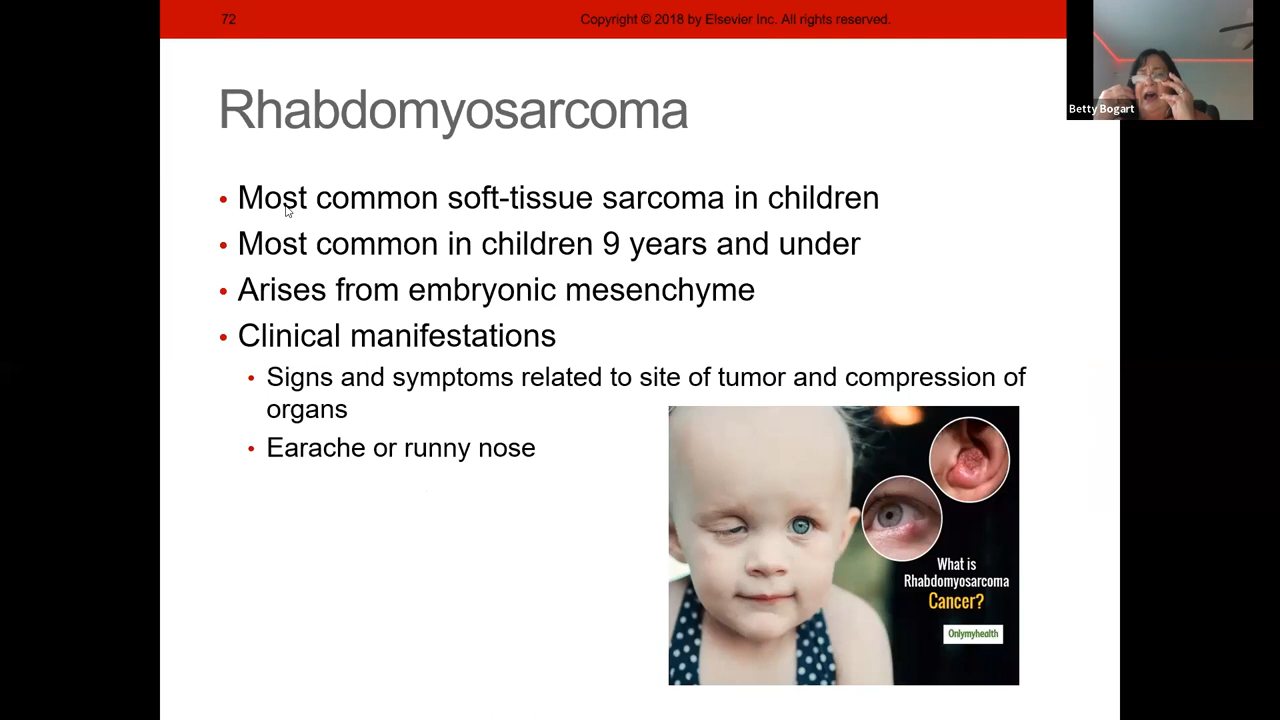 72
Copyright © 2018 by Elsevier Inc. All rights reserved.
Betty Bogart
Rhabdomyosarcoma
• Most common soft-tissue sarcoma in children
• Most common in children 9 years and under
• Arises from embryonic mesenchyme
• Clinical manifestations
• Signs and symptoms related to site of tumor and compression of
organs
• Earache or runny nose
What is
Rhabdomyosarcoma
Cancer?
Onlymyhealth